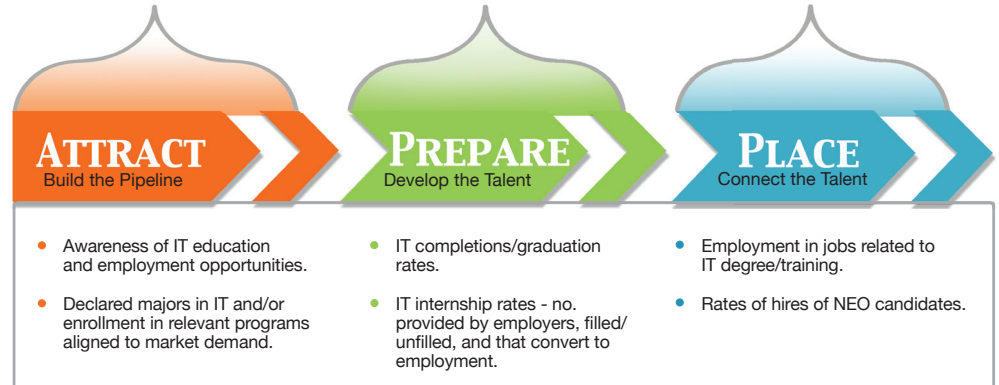 ATTRACT
Build the Pipeline
PREPARE
Develop the Talent
PLACE
Connect the Talent
• Awareness of IT education
and employment opportunities.
• Declared majors in IT and/or
enrollment in relevant programs
aligned to market demand.
• IT completions/graduation
rates.
• IT internship rates - no.
provided by employers, filled/
unfilled, and that convert to
employment.
• Employment in jobs related to
IT degree/training.
• Rates of hires of NEO candidates.